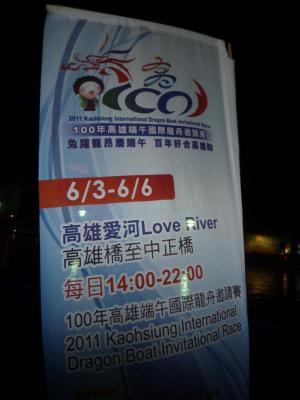 100
2011 Kaohsiung International Dragon Boat Invitational Race
100年高雄端午國際龍舟邀請賽
兔躍龍昂慶端午 百年好合高雄勁
6/3-6/6
高雄愛河Love River
高雄橋至中正橋
每日14:00-22:00
100年高雄端午國際龍舟邀請賽
2011 Kaohsiung International
Dragon Boat Invitational Race